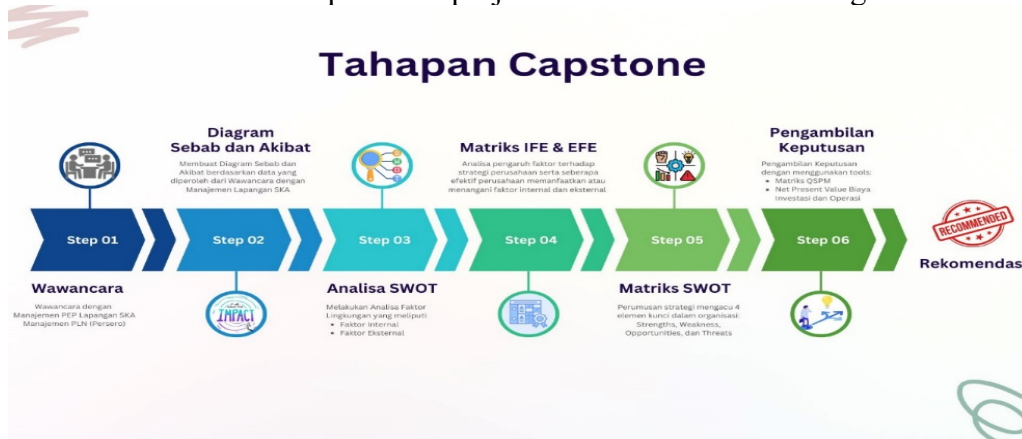 Tahapan Capstone
Diagram
Sebab dan Akibat
Membuat Diagram Sebab dan
Akibat berdasarkan data yang
diperoleh dari Wawancara dengan
Manajemen Lapangan SKA
Matriks IFE & EFE
Analisa pengaruh faktor terhadap
strategi perusahaan serta seberapa
efektif perusahaan memanfaatkan atau
menangani faktor internal dan eksternal
Pengambilan
Keputusan
Pengambilan Keputusan
dengan menggunakan tools:
• Matriks QSPM
• Net Present Value Biaya
Investasi dan Operasi
Step 01
Step 02
Step 03
Step 04
Step 05
Step 06
RECOMMENDED
Rekomendas
Wawancara
Wawancara dengan
Manajemen PEP Lapangan SKA
Manajemen PLN (Persero)
IMPACT
Analisa SWOT
Melakukan Analisa Faktor
Lingkungan yang meliputi
• Faktor Internal
• Faktor Eksternal
Matriks SWOT
Perumusan strategi mengacu 4
elemen kunci dalam organisasi:
Strengths, Weakness,
Opportunities, dan Threats